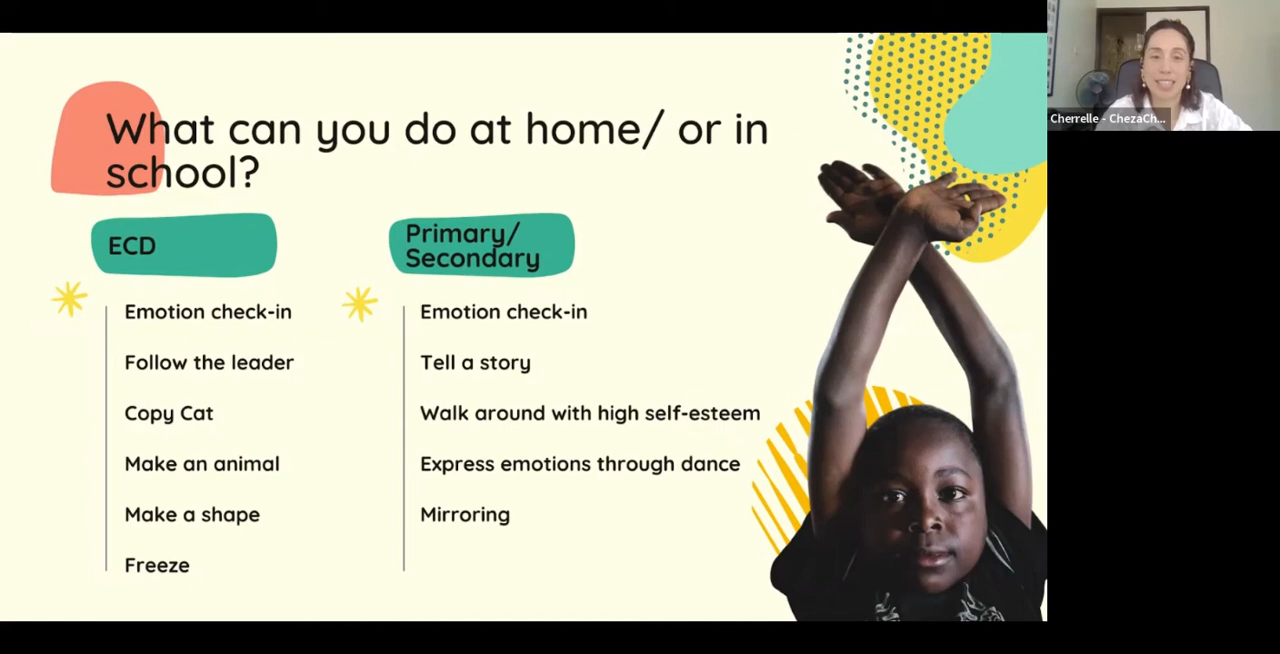 What can you do at home/ or in
school?
ECD
Emotion check-in
Follow the leader
Copy Cat
Make an animal
Make a shape
Freeze
Primary/
Secondary
Emotion check-in
Tell a story
Walk around with high self-esteem
Express emotions through dance
Mirroring
Cherrelle - ChezaCh...